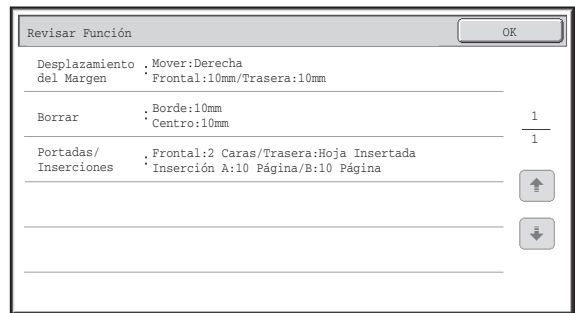 Revisar Función
OK
Desplazamiento del Margen : Mover:Derecha
Frontal:10mm/Trasera:10mm
Borrar : Borde:10mm
Centro:10mm
Portadas/
Inserciones : Frontal:2 Caras/Trasera:Hoja Insertada
Inserción A:10 Página/B:10 Página
1
1